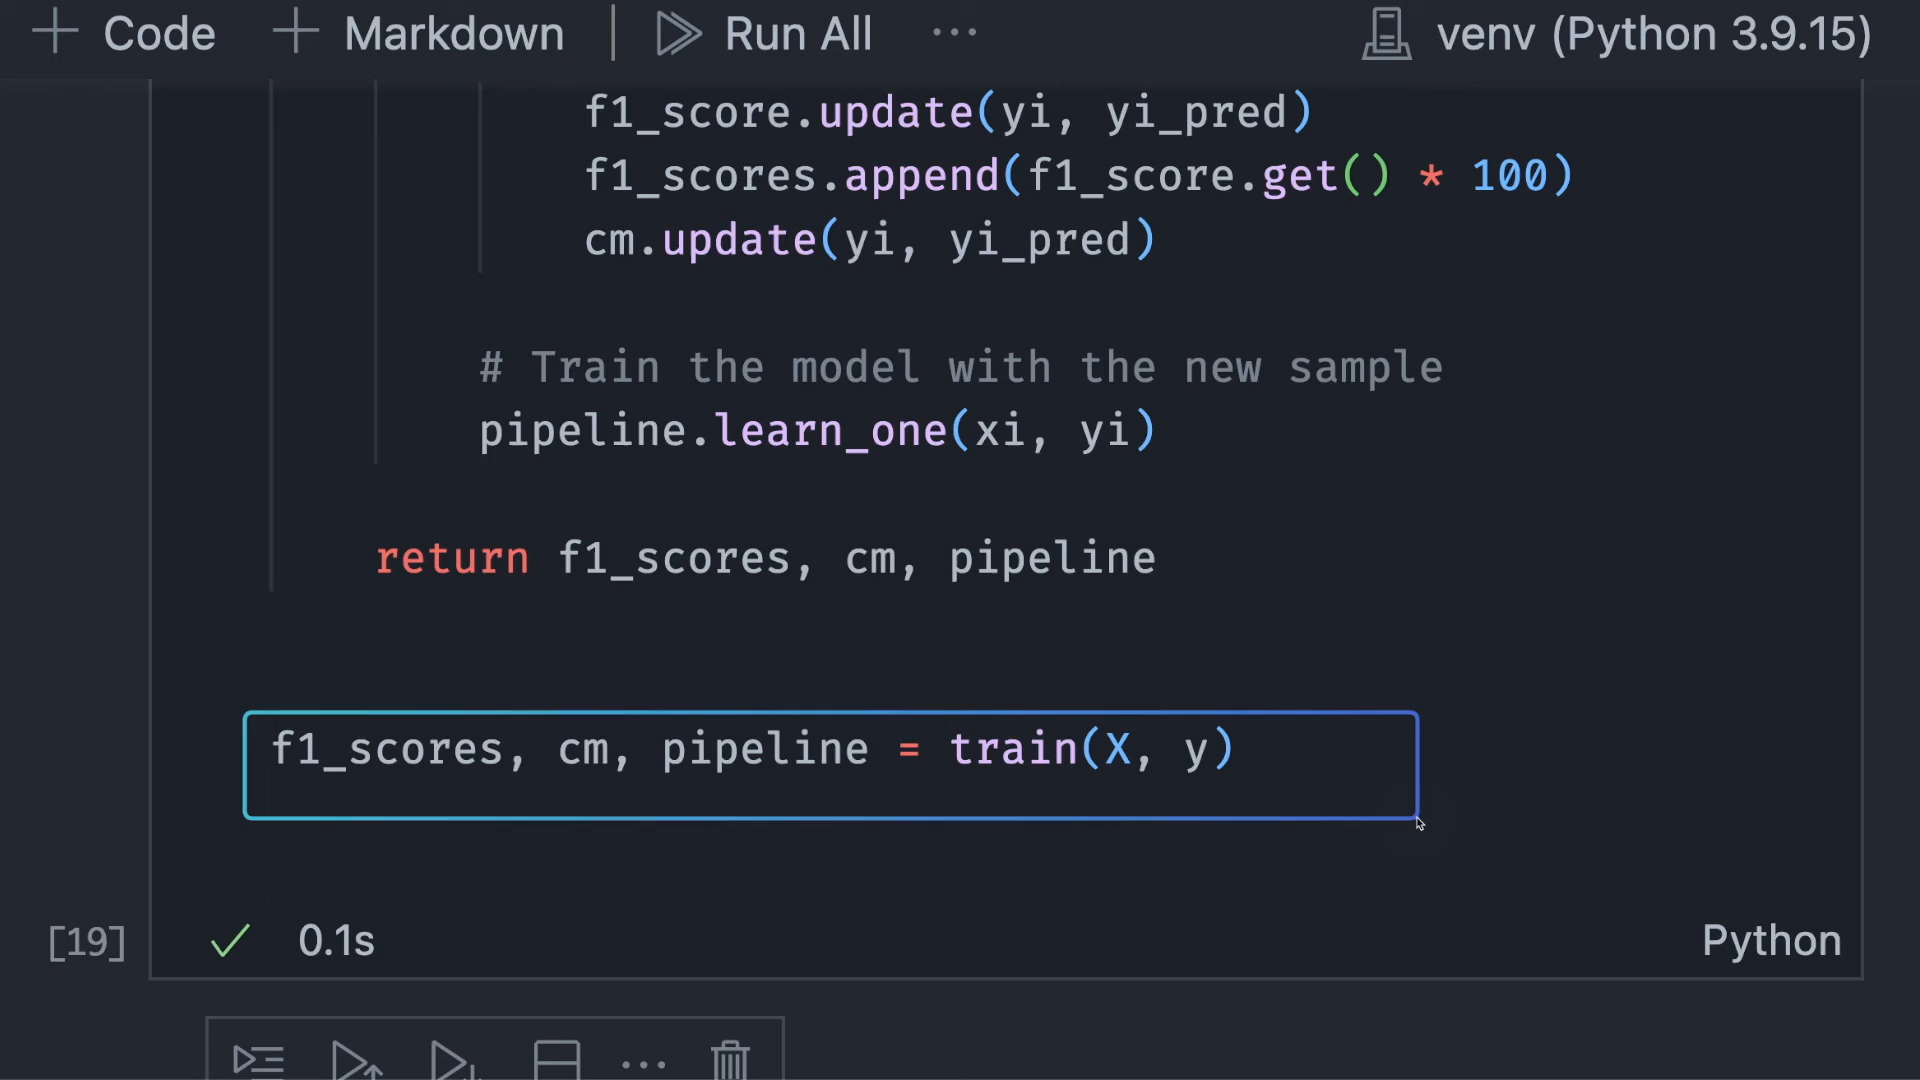 Code Markdown Run All ... venv (Python 3.9.15)
f1_score.update(yi, yi_pred)
f1_scores.append(f1_score.get() * 100)
cm.update(yi, yi_pred)
# Train the model with the new sample
pipeline.learn_one(xi, yi)
return f1_scores, cm, pipeline
f1_scores, cm, pipeline = train(X, y)
[19] 0.1s Python